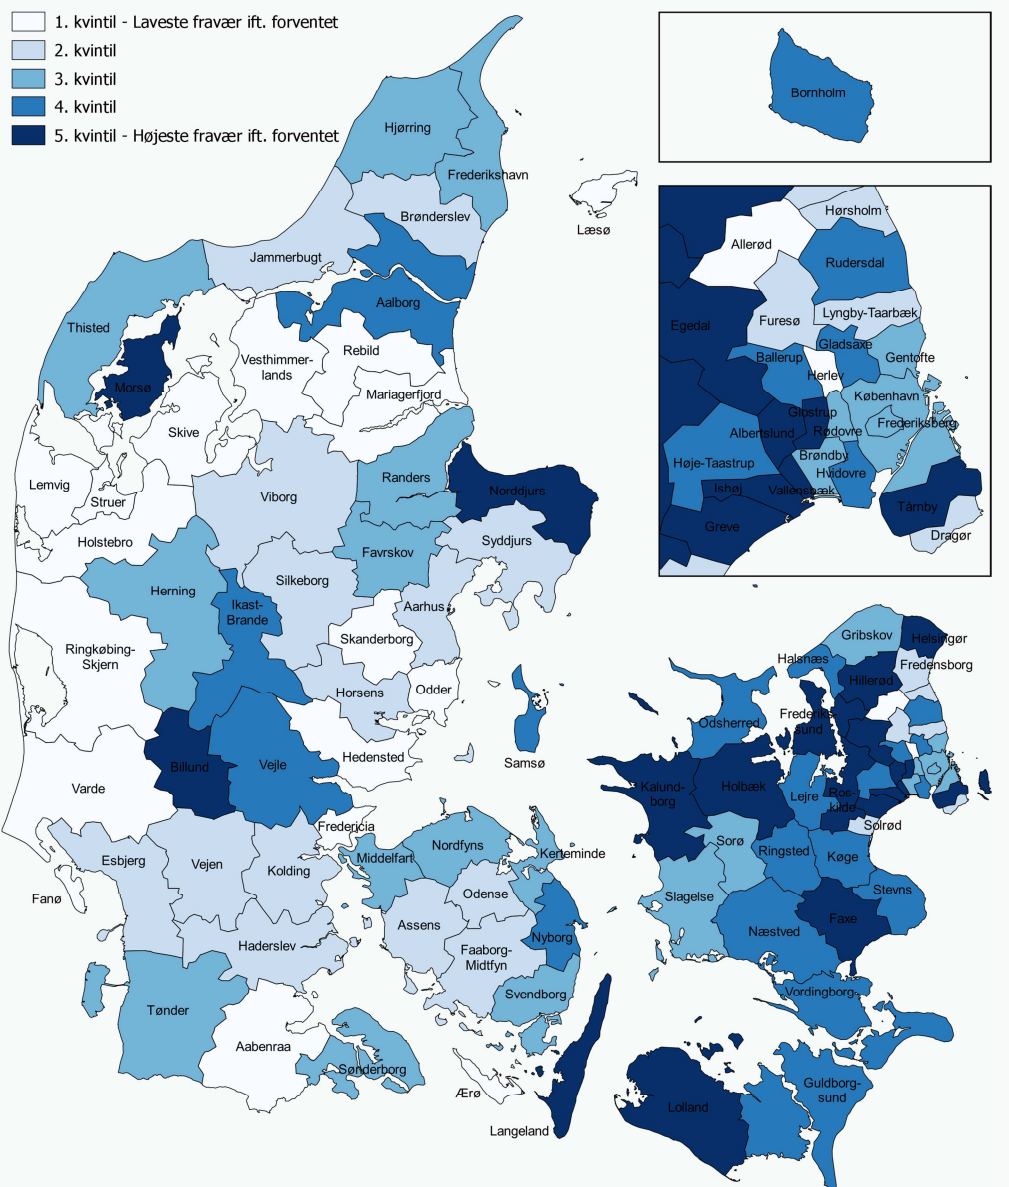 1. kvintil - Laveste fravær ift. forventet
2. kvintil
3. kvintil
4. kvintil
5. kvintil - Højeste fravær ift. forventet
Hjørring
Frederikshavn
Brønderslev
Læsø
Jammerbugt
Aalborg
Thisted
Morsø
Vesthimmer-
lands
Rebild
Mariagerfjord
Skive
Lemvig
Struer
Holstebro
Viborg
Randers
Norddjurs
Favrskov
Syddjurs
Herning
Silkeborg
Ikast-
Brande
Aarhus
Skanderborg
Ringkøbing-
Skjern
Horsens
Odder
Hedensted
Samsø
Billund
Vejle
Varde
Fredericia
Esbjerg
Vejen
Kolding
Fanø
Haderslev
Tønder
Aabenraa
Sønderborg
Middelfart
Nordfyns
Kerteminde
Odense
Assens
Nyborg
Faaborg-
Midtfyn
Svendborg
Ærø
Langeland
Bornholm
Hørsholm
Allerød
Rudersdal
Furesø
Lyngby-Taarbæk
Egedal
Gladsaxe
Ballerup
Gentofte
Herlev
København
Glostrup
Frederiksberg
Albertslund
Rødovre
Brøndby
Høje-Taastrup
Hvidovre
Ishøj
Vallensbæk
Tårnby
Greve
Dragør
Gribskov
Helsingør
Halsnæs
Fredensborg
Hillerød
Odsherred
Frederiks-
sund
Kalund-
borg
Holbæk
Lejre
Ros-
kilde
Solrød
Sorø
Ringsted
Køge
Slagelse
Stevns
Faxe
Næstved
Vordingborg
Guldborg-
sund
Lolland